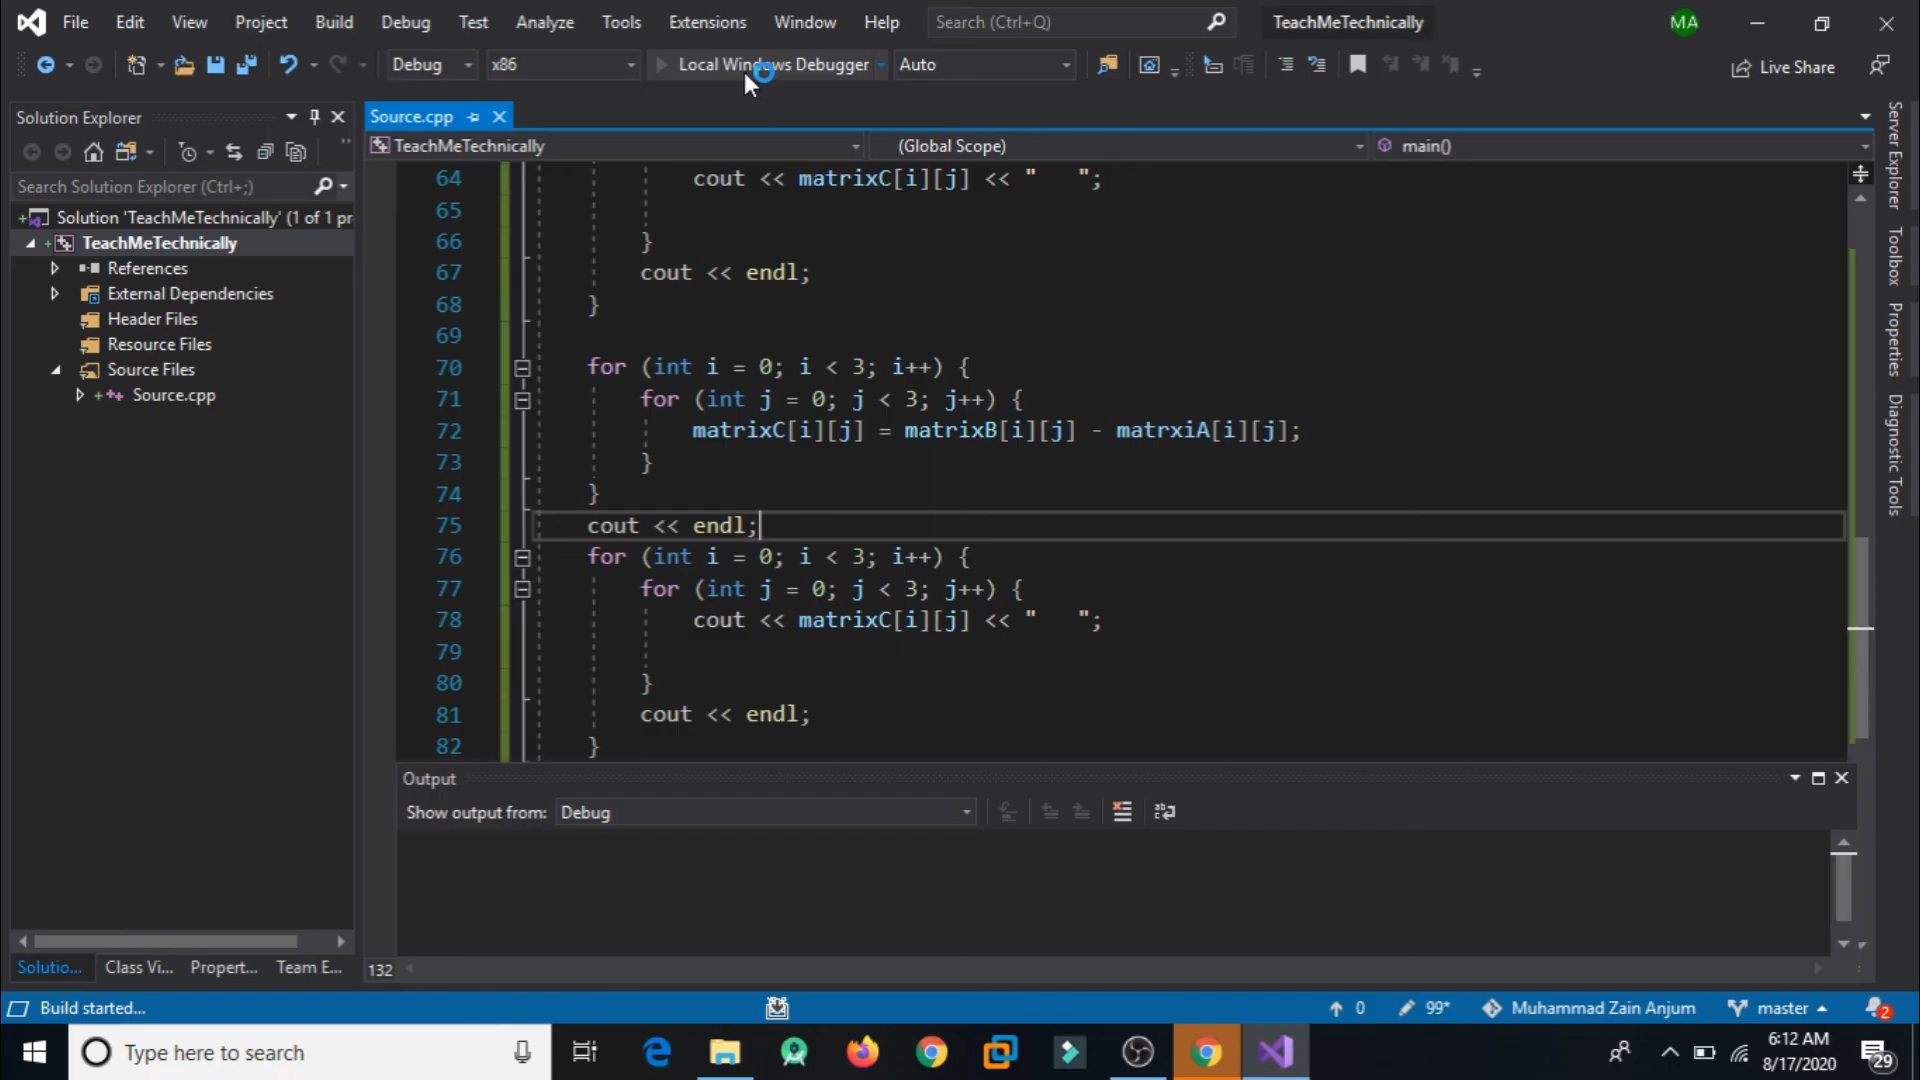 File Edit View Project Build Debug Test Analyze Tools Extensions Window Help Search (Ctrl+Q) TeachMeTechnically MA
Debug x86 Local Windows Debugger Auto Live Share
Solution Explorer
Search Solution Explorer (Ctrl+;)
Solution 'TeachMeTechnically' (1 of 1 pr
TeachMeTechnically
References
External Dependencies
Header Files
Resource Files
Source Files
Source.cpp
Solutio... Class Vi... Propert... Team E...
Source.cpp
TeachMeTechnically (Global Scope) main()
64 cout << matrixC[i][j] << "   ";
65
66 }
67 cout << endl;
68 }
69
70 for (int i = 0; i < 3; i++) {
71 for (int j = 0; j < 3; j++) {
72 matrixC[i][j] = matrixB[i][j] - matrxiA[i][j];
73 }
74 }
75 cout << endl;
76 for (int i = 0; i < 3; i++) {
77 for (int j = 0; j < 3; j++) {
78 cout << matrixC[i][j] << "   ";
79
80 }
81 cout << endl;
82 }
Output
Show output from: Debug
132
Server Explorer
Toolbox
Properties
Diagnostic Tools
Build started... 0 99* Muhammad Zain Anjum master 2
Type here to search
6:12 AM
8/17/2020
29